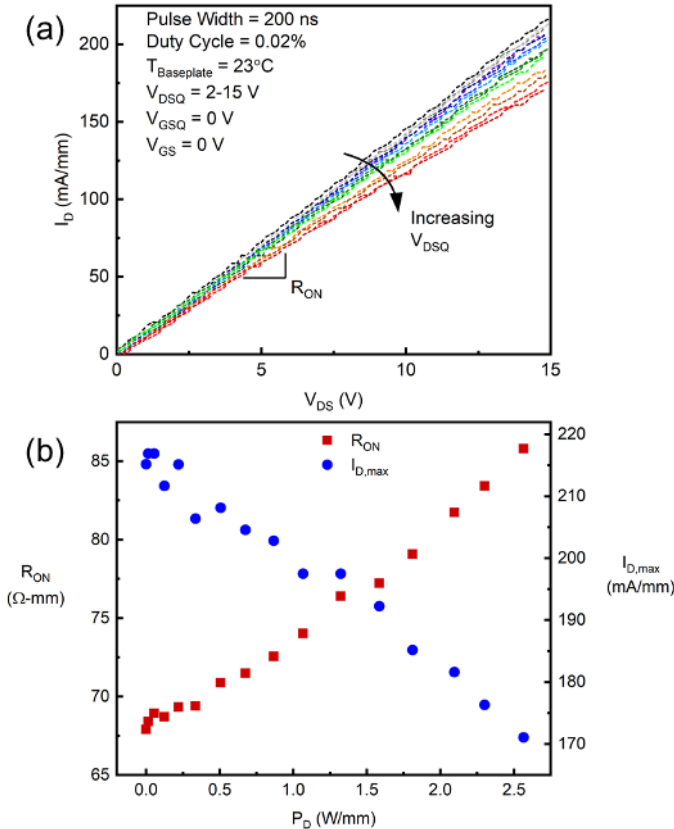 (a)
Pulse Width = 200 ns
Duty Cycle = 0.02%
T_Baseplate = 23°C
V_DSQ = 2-15 V
V_GSQ = 0 V
V_GS = 0 V
Increasing
V_DSQ
R_ON
I_D (mA/mm)
200
150
100
50
0
0
5
10
15
V_DS (V)
(b)
R_ON
I_D,max
R_ON
(Ω-mm)
85
80
75
70
65
I_D,max
(mA/mm)
220
210
200
190
180
170
0.0
0.5
1.0
1.5
2.0
2.5
P_D (W/mm)